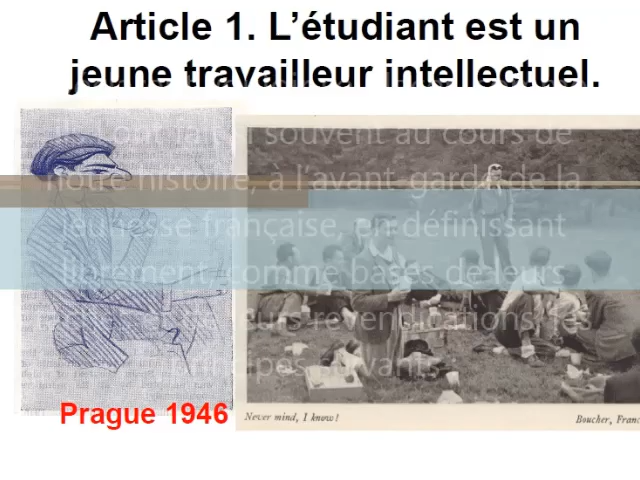 Article 1. L’étudiant est un
jeune travailleur intellectuel.
souvent au cours de
notre histoire, à l'avant-garde de la
jeunesse française, en définissant
librement, comme bases de leurs
revendications, les
principes suivants
Prague 1946
Never mind, I know!
Boucher, Franc